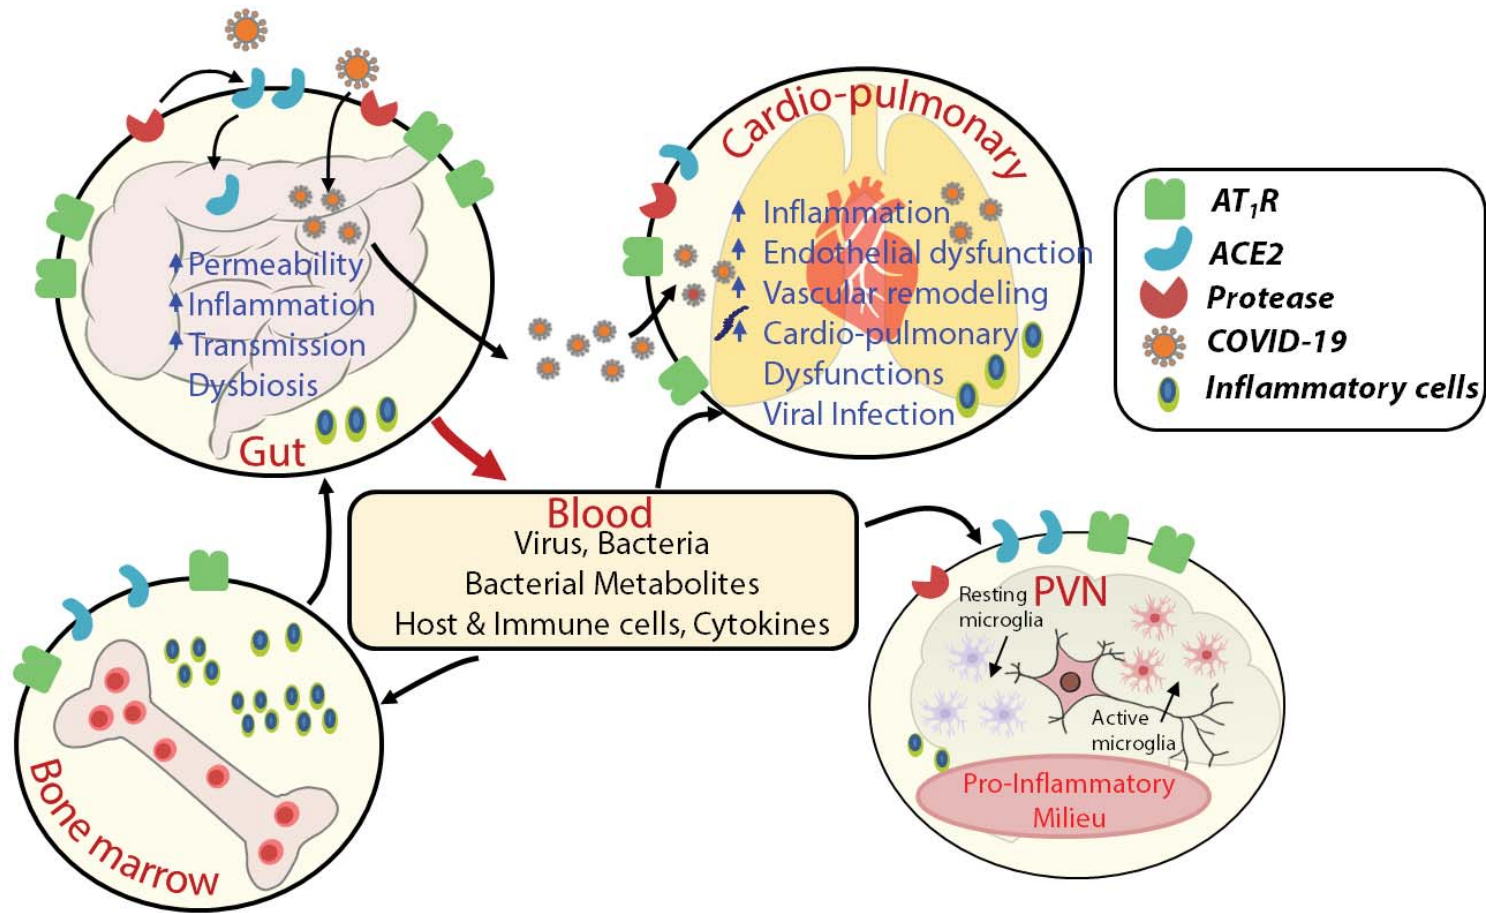 Gut
Permeability
Inflammation
Transmission
Dysbiosis
Cardio-pulmonary
Inflammation
Endothelial dysfunction
Vascular remodeling
Cardio-pulmonary
Dysfunctions
Viral Infection
AT₁R
ACE2
Protease
COVID-19
Inflammatory cells
Blood
Virus, Bacteria
Bacterial Metabolites
Host & Immune cells, Cytokines
Bone marrow
PVN
Resting
microglia
Active
microglia
Pro-Inflammatory
Milieu